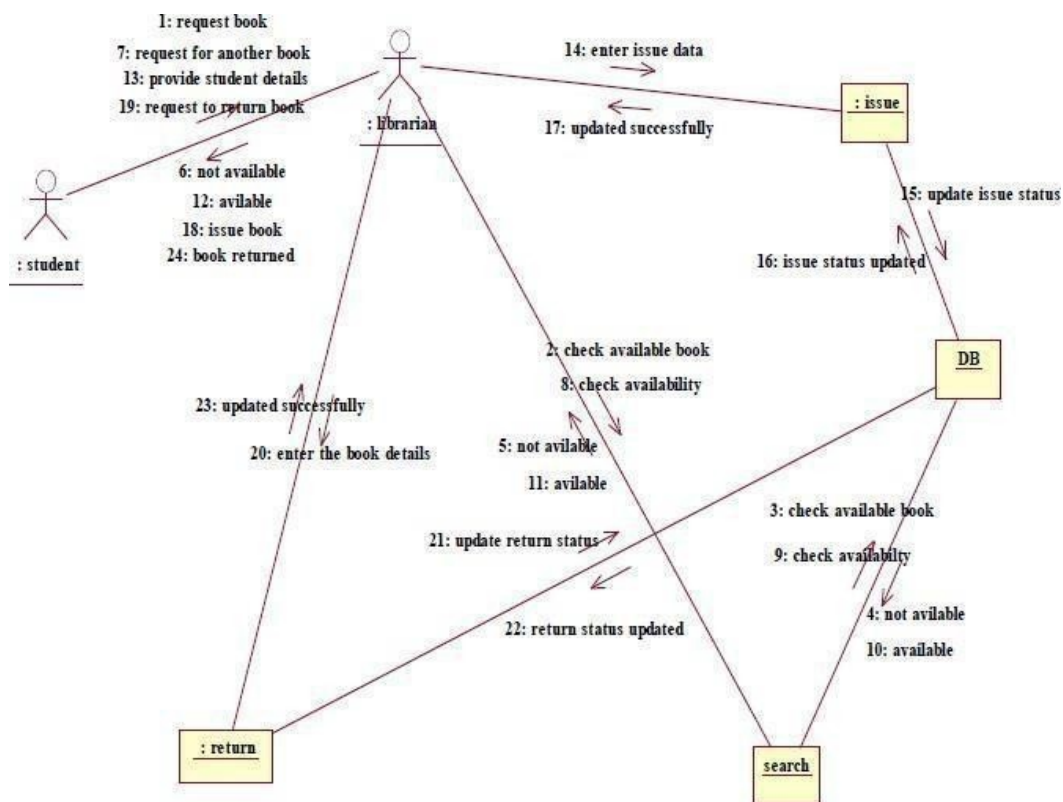 1: request book
7: request for another book
13: provide student details
19: request to return book
: librarian
14: enter issue data
17: updated successfully
: issue
6: not available
12: avilable
18: issue book
24: book returned
: student
15: update issue status
16: issue status updated
DB
2: check available book
8: check availability
23: updated successfully
20: enter the book details
5: not avilable
11: avilable
3: check available book
9: check availabilty
21: update return status
22: return status updated
4: not avilable
10: available
: return
search